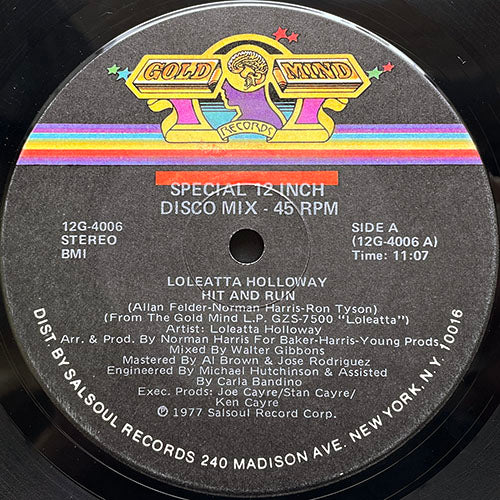 GOLD MIND
RECORDS
SPECIAL 12 INCH
DISCO MIX - 45 RPM
12G-4006
STEREO
BMI
SIDE A
(12G-4006 A)
Time: 11:07
LOLEATTA HOLLOWAY
HIT AND RUN
(Allan Felder-Norman Harris-Ron Tyson)
(From The Gold Mind L.P. GZS-7500 "Loleatta")
Artist: Loleatta Holloway
Arr. & Prod. By Norman Harris For Baker-Harris-Young Prods.
Mixed By Walter Gibbons
Mastered By Al Brown & Jose Rodriguez
Engineered By Michael Hutchinson & Assisted
By Carla Bandino
Exec. Prods: Joe Cayre/Stan Cayre/
Ken Cayre
℗ 1977 Salsoul Record Corp.
DIST. BY SALSOUL RECORDS 240 MADISON AVE. NEW YORK, N.Y. 10016